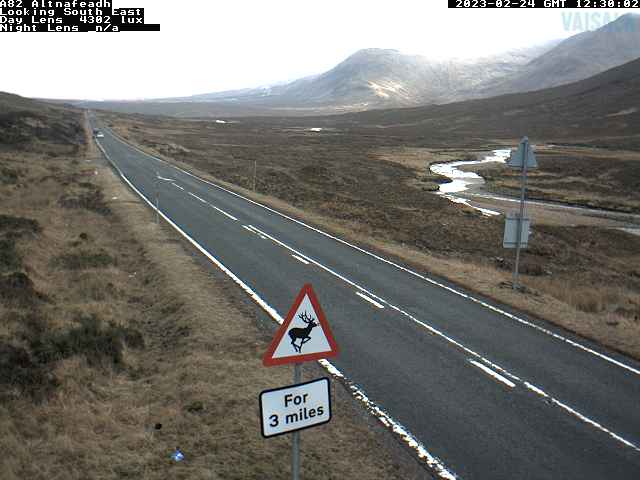 A82 Altnafeadh
2023-02-24 GMT 12:30:02
Looking South East
VAISALA
Day Lens 4302 lux
Night Lens n/a
For
3 miles